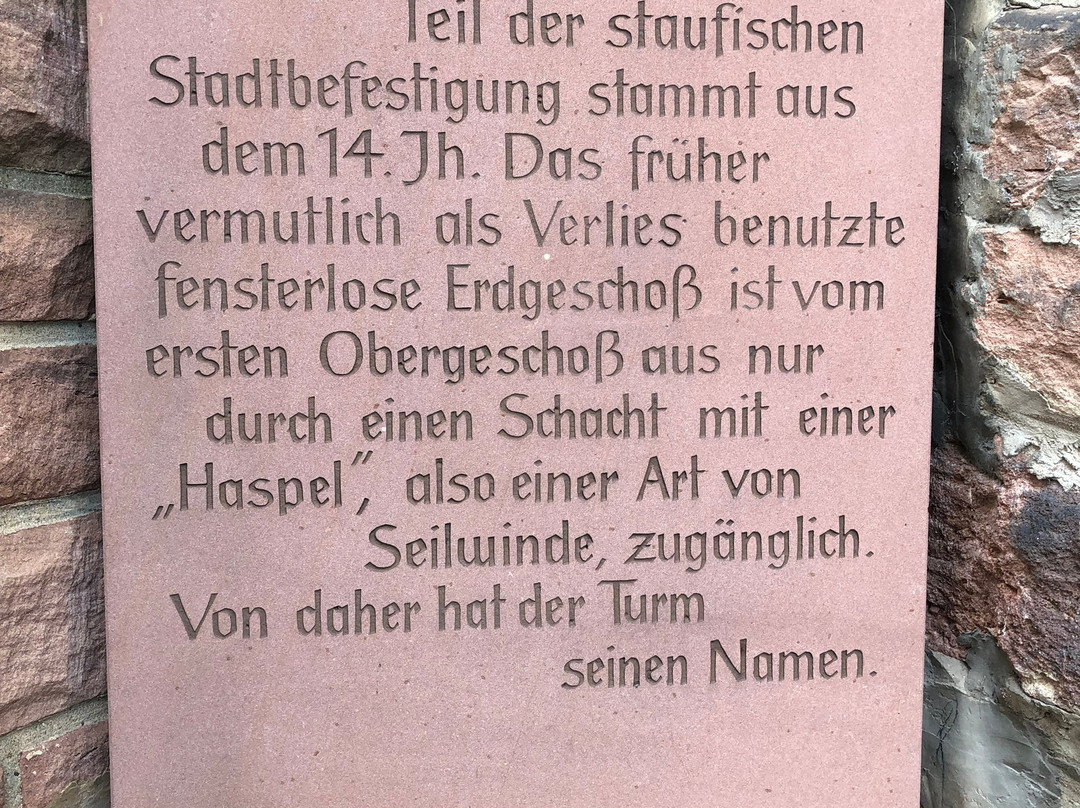 Teil der staufischen
Stadtbefestigung stammt aus
dem 14. Jh. Das früher
vermutlich als Verlies benutzte
fensterlose Erdgeschoß ist vom
ersten Obergeschoß aus nur
durch einen Schacht mit einer
„Haspel“, also einer Art von
Seilwinde, zugänglich.
Von daher hat der Turm
seinen Namen.